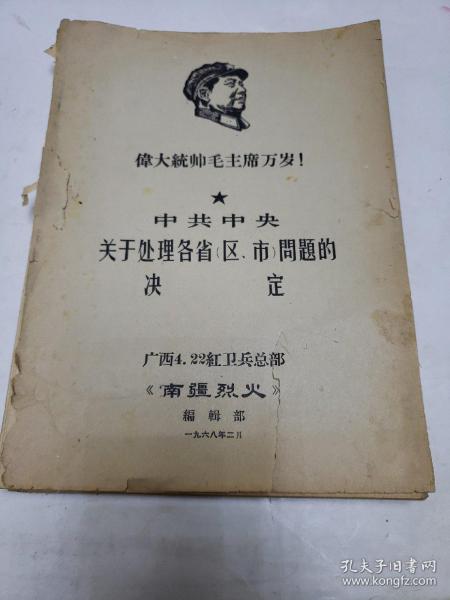 偉大統帅毛主席万岁！
★
中共中央
关于处理各省（区、市）問題的
决定
广西4.22紅卫兵总部
《南疆烈火》
編輯部
一九六八年二月
孔夫子旧书网
www.kongfz.com